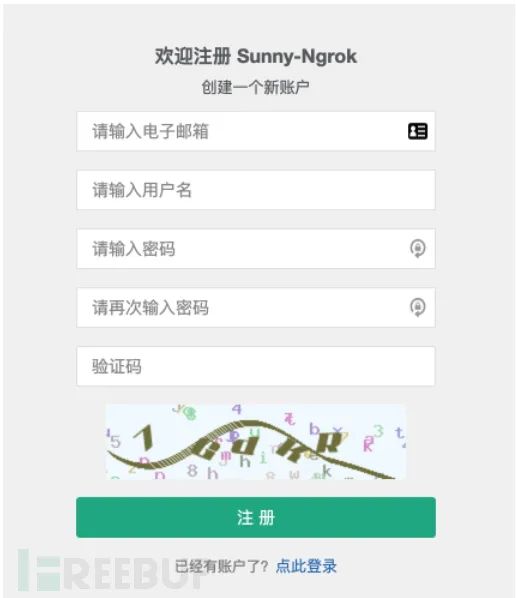 欢迎注册 Sunny-Ngrok
创建一个新账户
请输入电子邮箱
请输入用户名
请输入密码
请再次输入密码
验证码
注 册
已经有账户了? 点此登录
FREEBUF